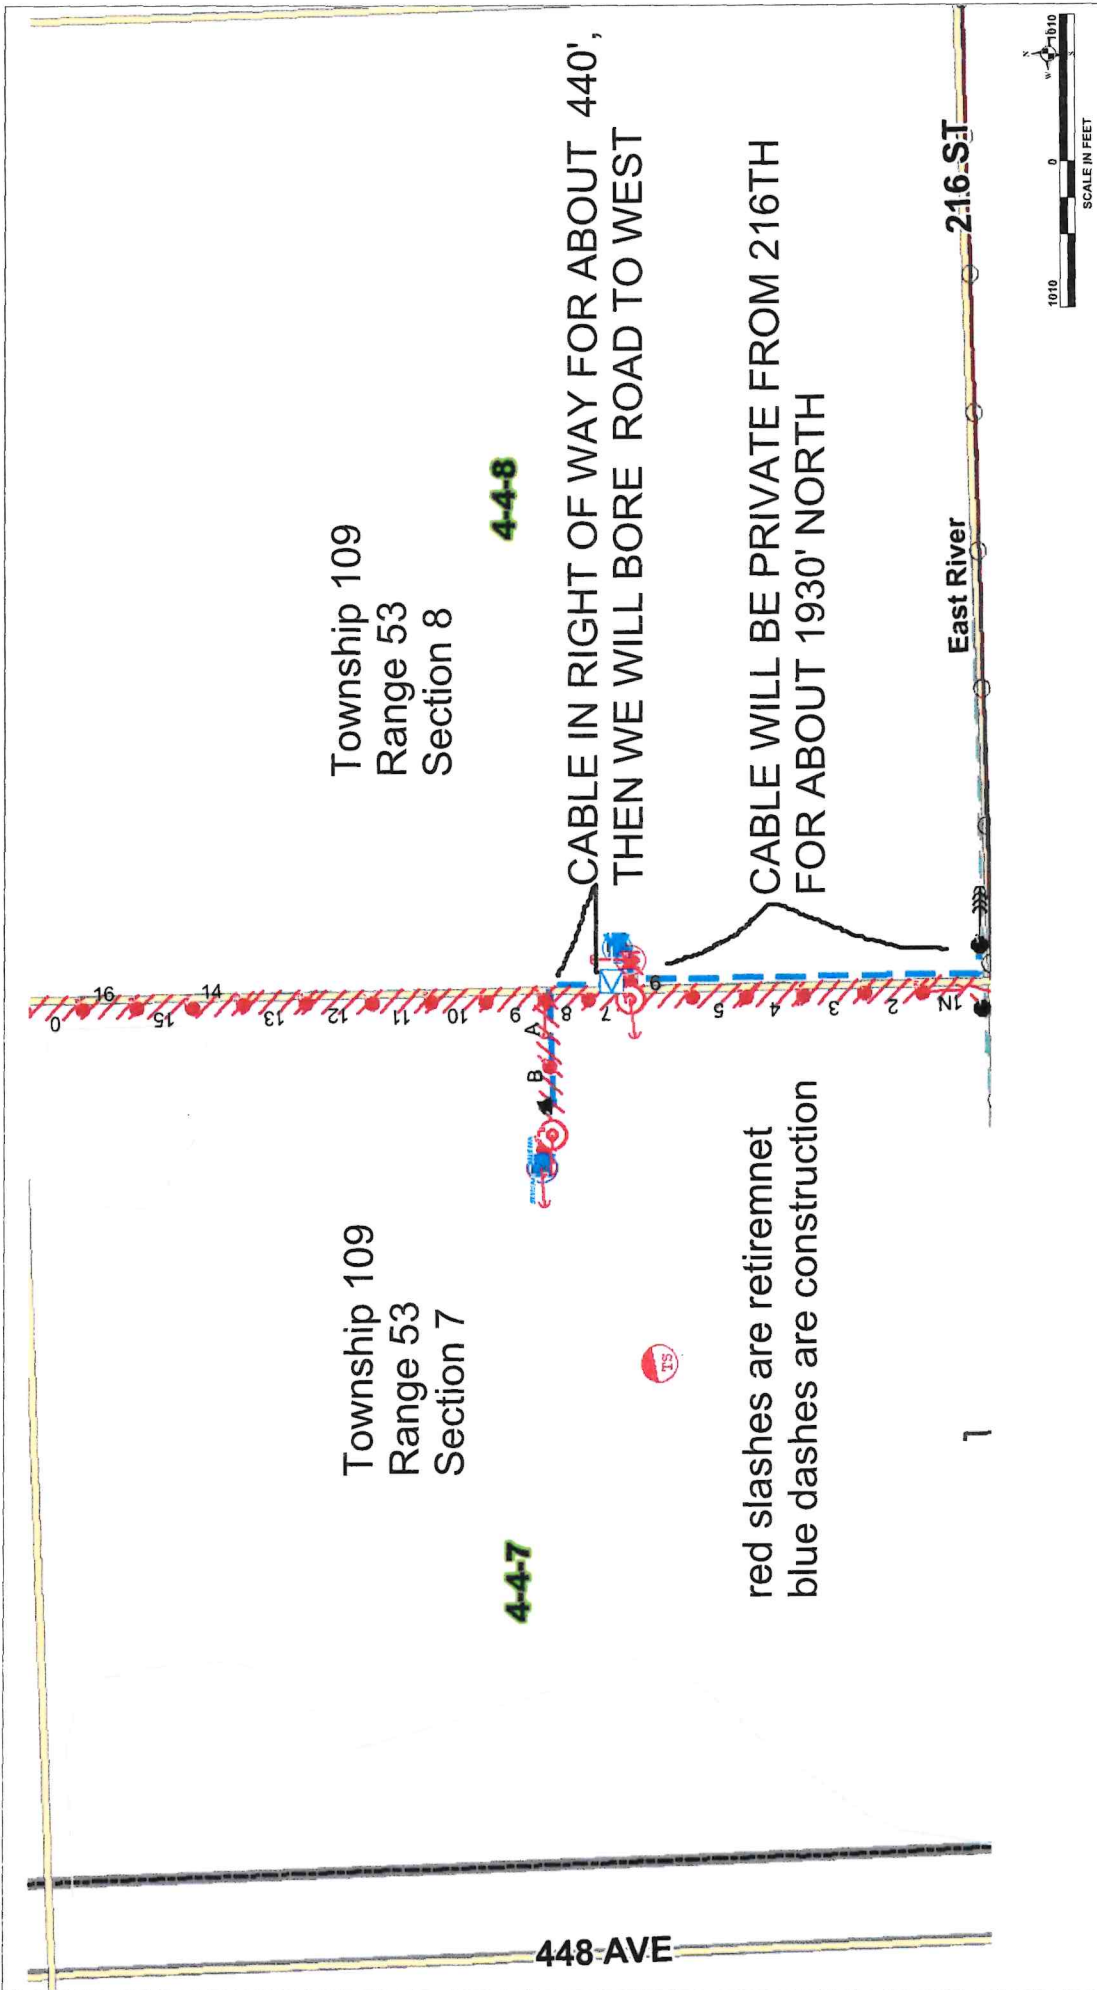 Township 109
Range 53
Section 8
4-4-8
CABLE IN RIGHT OF WAY FOR ABOUT 440',
THEN WE WILL BORE ROAD TO WEST
CABLE WILL BE PRIVATE FROM 216TH
FOR ABOUT 1930' NORTH
216 ST
East River
Township 109
Range 53
Section 7
4-4-7
red slashes are retiremnet
blue dashes are construction
TS
448 AVE
0
16
15
14
13
12
11
10
9
8
7
6
5
4
3
2
1N
A
B
N
W
S
1010
0
1010
SCALE IN FEET